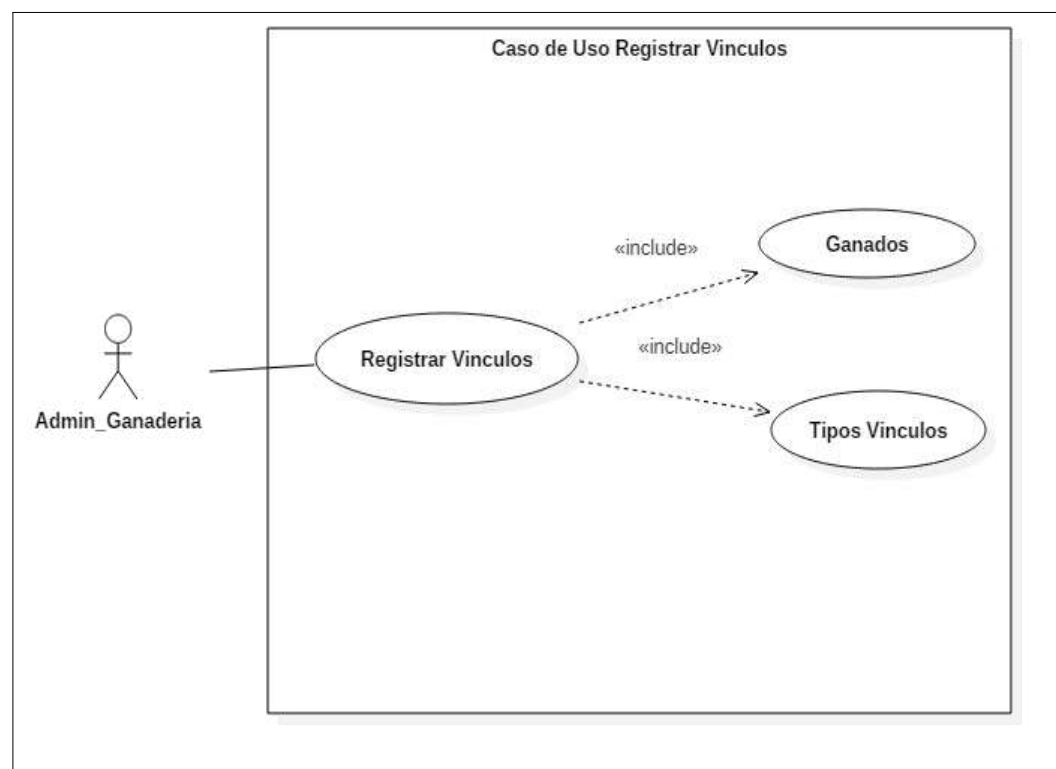 Caso de Uso Registrar Vinculos
«include»
Ganados
Registrar Vinculos
«include»
Admin_Ganaderia
Tipos Vinculos